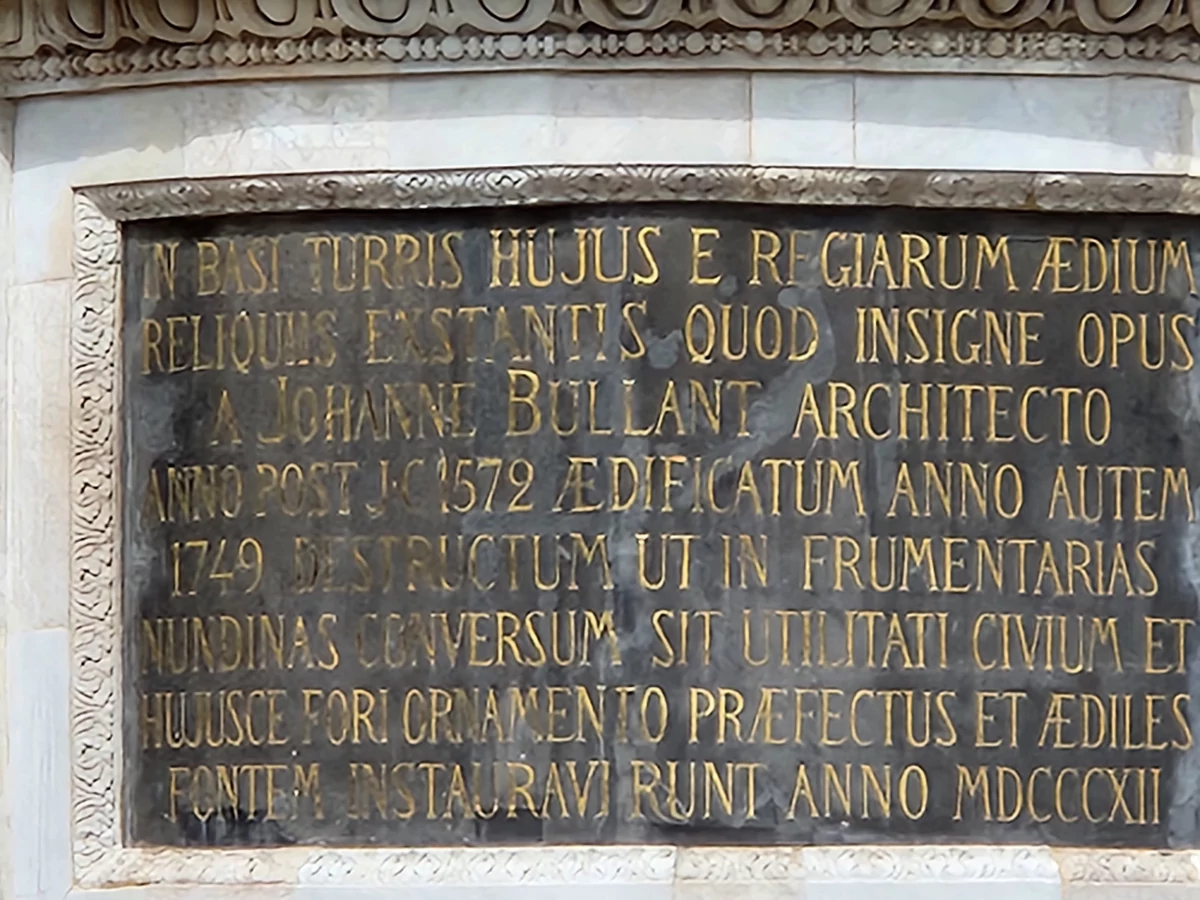 IN BASI TURRIS HUJUS E REGIARUM ÆDIUM
RELIQUIIS EXSTANTIS QUOD INSIGNE OPUS
A JOHANNE BULLANT ARCHITECTO
ANNO POST J·C 1572 ÆDIFICATUM ANNO AUTEM
1749 DESTRUCTUM UT IN FRUMENTARIAS
NUNDINAS CONVERSUM SIT UTILITATI CIVIUM ET
HUJUSCE FORI ORNAMENTO PRÆFECTUS ET ÆDILES
FONTEM INSTAURAVIRUNT ANNO MDCCCXII